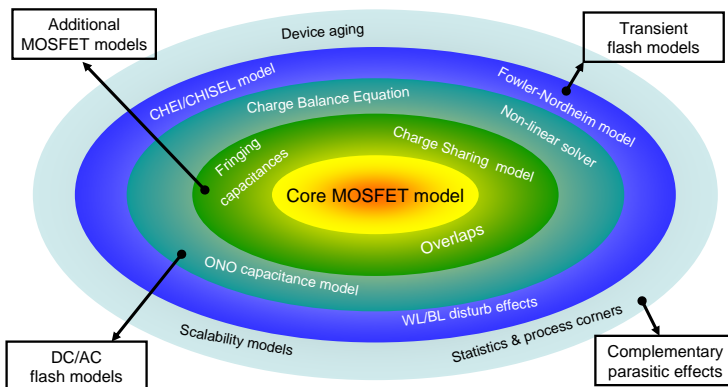 Additional
MOSFET models
Device aging
Transient
flash models
CHEI/CHISEL model
Fowler-Nordheim model
Charge Balance Equation
Non-linear solver
Fringing
capacitances
Charge Sharing model
Core MOSFET model
Overlaps
ONO capacitance model
WL/BL disturb effects
Scalability models
Statistics & process corners
DC/AC
flash models
Complementary
parasitic effects